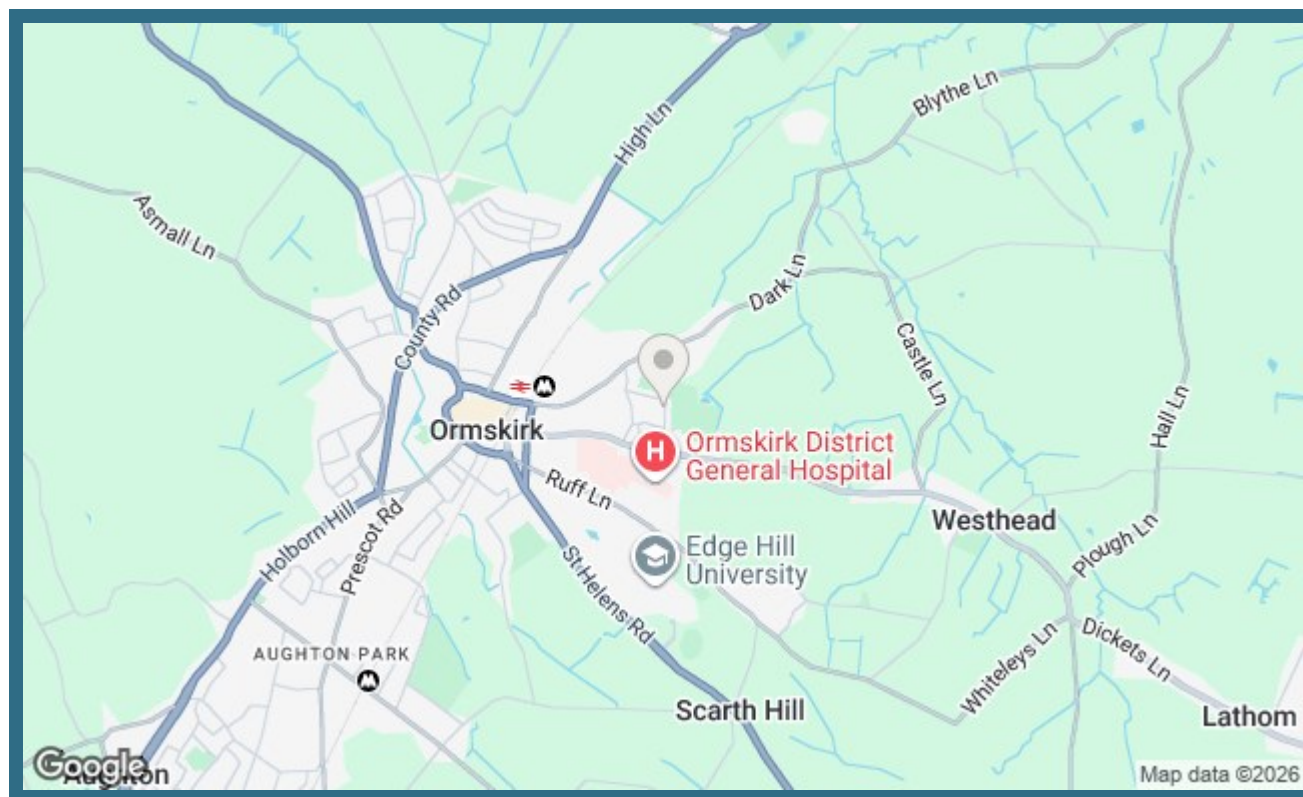 Blythe Ln
High Ln
Asmall Ln
Hall Ln
Dark Ln
County Rd
Castle Ln
Ormskirk
H
Ormskirk District
General Hospital
Ruff Ln
Westhead
Holborn Hill
Prescot Rd
Edge Hill
University
Plough Ln
St Helens Rd
Whiteleys Ln
Dickets Ln
AUGHTON PARK
Scarth Hill
Lathom
Google
Aughton
Map data ©2026